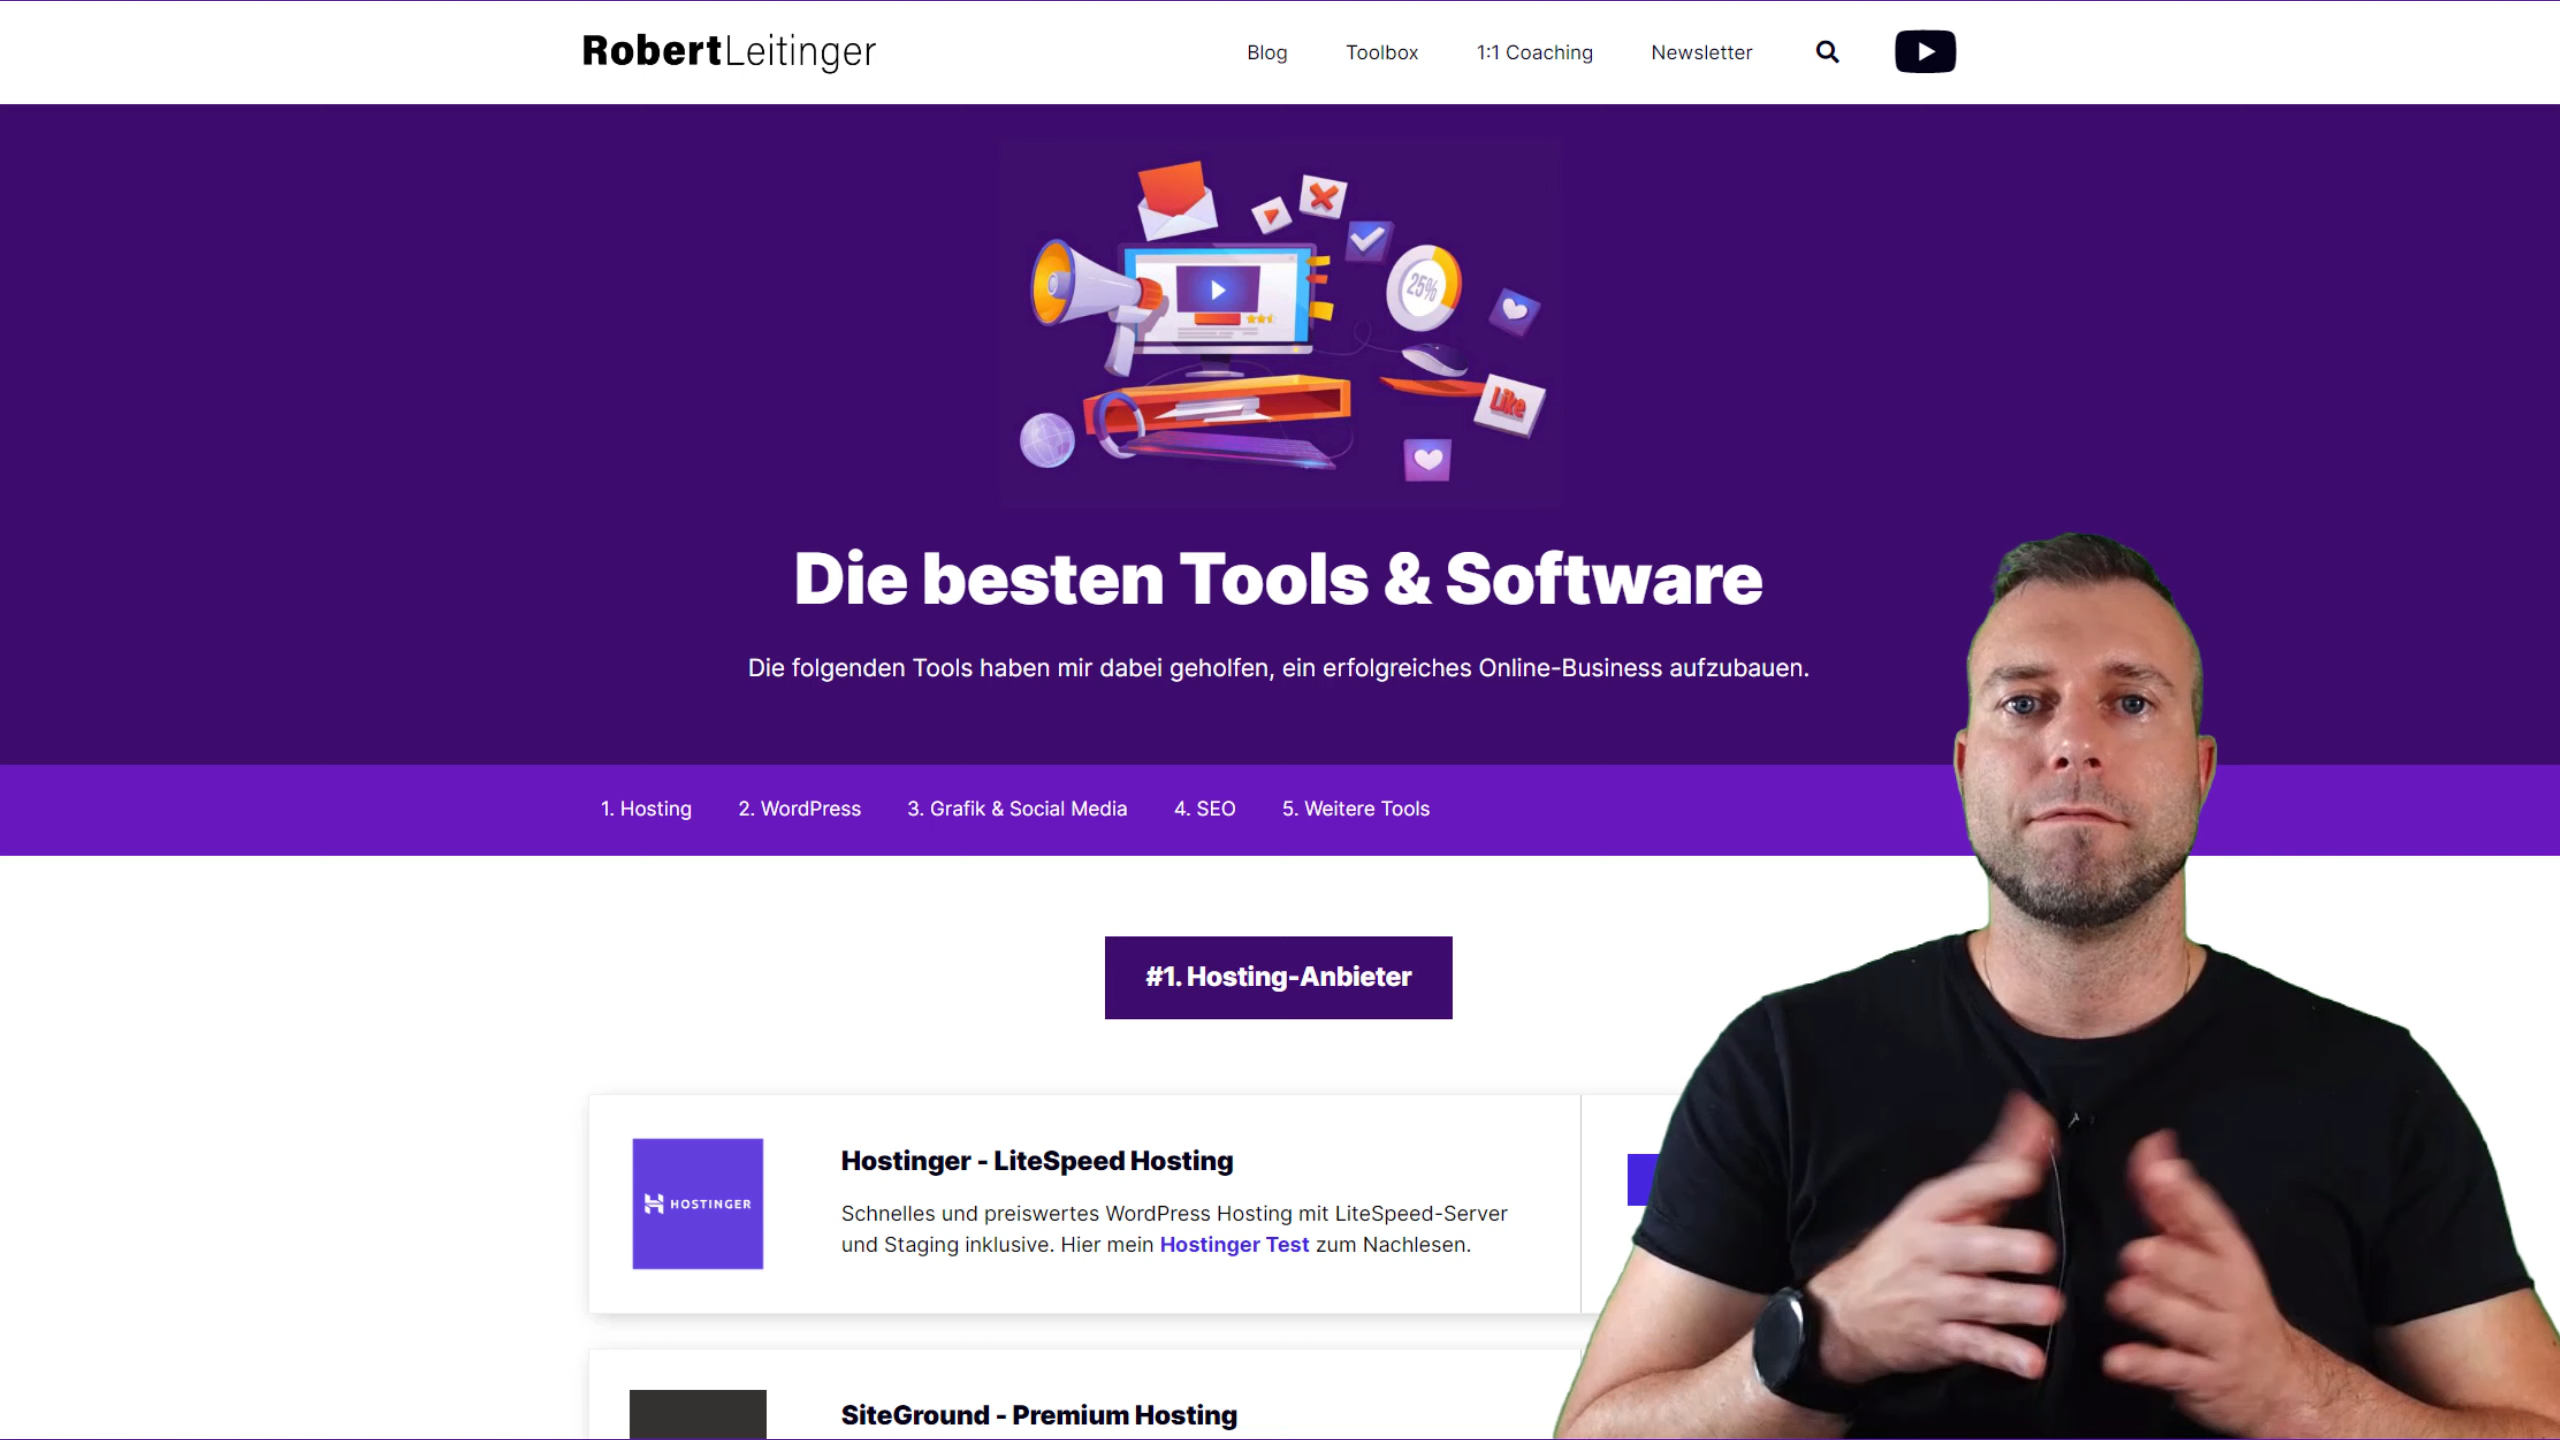 RobertLeitinger
Blog Toolbox 1:1 Coaching Newsletter
25%
Like
Die besten Tools & Software
Die folgenden Tools haben mir dabei geholfen, ein erfolgreiches Online-Business aufzubauen.
1. Hosting 2. WordPress 3. Grafik & Social Media 4. SEO 5. Weitere Tools
#1. Hosting-Anbieter
HOSTINGER
Hostinger - LiteSpeed Hosting
Schnelles und preiswertes WordPress Hosting mit LiteSpeed-Server
und Staging inklusive. Hier mein Hostinger Test zum Nachlesen.
SiteGround - Premium Hosting